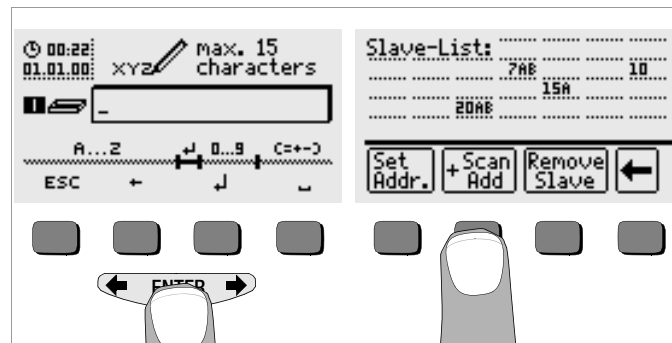 00:22
01.01.00
XYZ
max. 15
characters
I
_
A...Z ↵ 0...9 (=+-)
ESC ← ↵ ⎵
ENTER
Slave-List:
7AB 10
15A
20AB
Set Addr.
+ Scan Add
Remove Slave
←